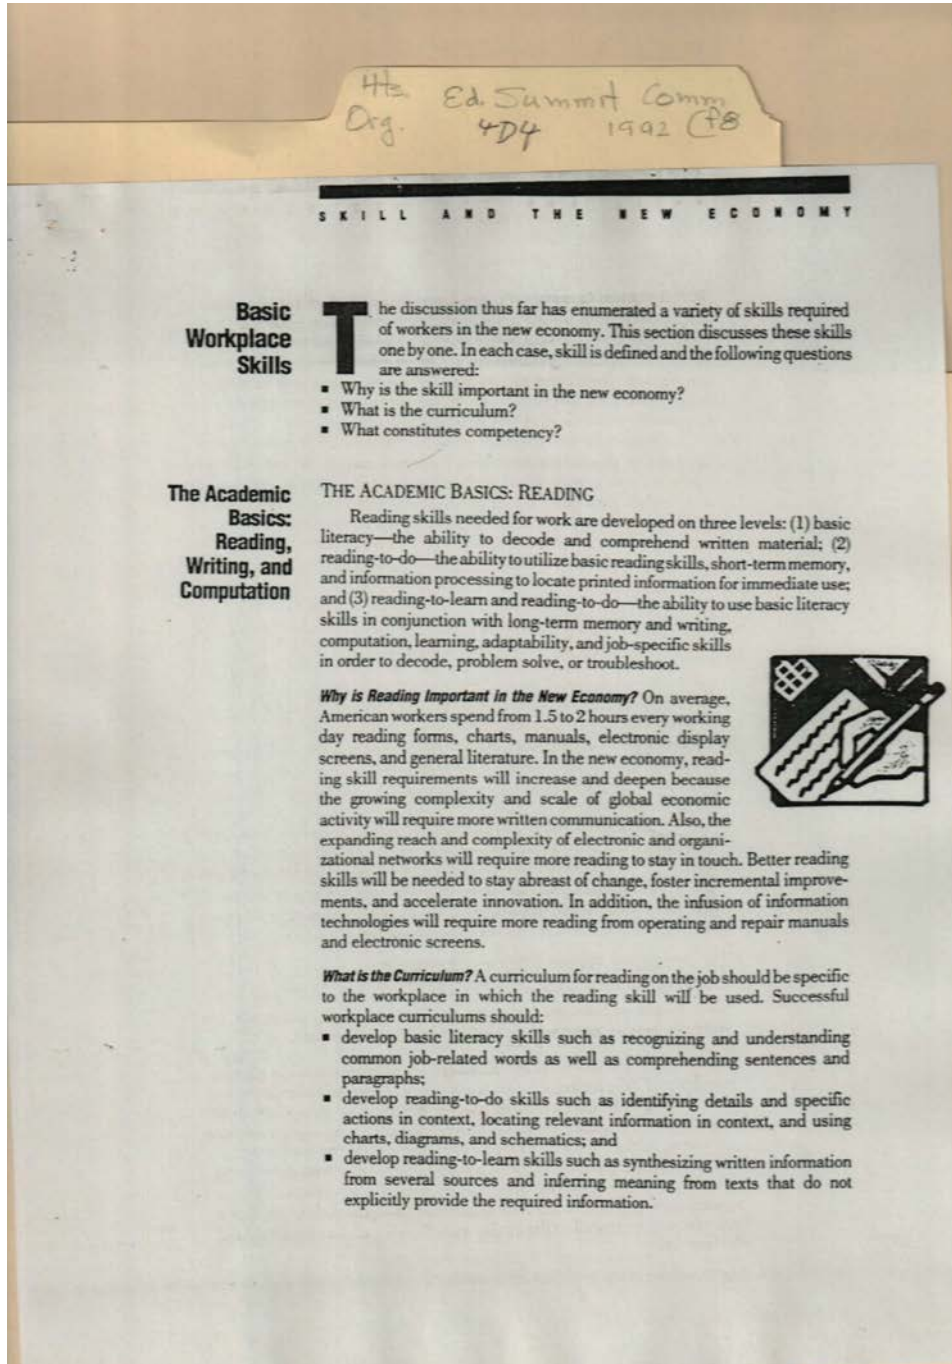 Hts. Ed. Summit Comm
Org. 4D4 1992 (f8
SKILL AND THE NEW ECONOMY
Basic
Workplace
Skills
The discussion thus far has enumerated a variety of skills required
of workers in the new economy. This section discusses these skills
one by one. In each case, skill is defined and the following questions
are answered:
▪ Why is the skill important in the new economy?
▪ What is the curriculum?
▪ What constitutes competency?
The Academic
Basics:
Reading,
Writing, and
Computation
THE ACADEMIC BASICS: READING
Reading skills needed for work are developed on three levels: (1) basic
literacy—the ability to decode and comprehend written material; (2)
reading-to-do—the ability to utilize basic reading skills, short-term memory,
and information processing to locate printed information for immediate use;
and (3) reading-to-learn and reading-to-do—the ability to use basic literacy
skills in conjunction with long-term memory and writing,
computation, learning, adaptability, and job-specific skills
in order to decode, problem solve, or troubleshoot.
Why is Reading Important in the New Economy? On average,
American workers spend from 1.5 to 2 hours every working
day reading forms, charts, manuals, electronic display
screens, and general literature. In the new economy, read-
ing skill requirements will increase and deepen because
the growing complexity and scale of global economic
activity will require more written communication. Also, the
expanding reach and complexity of electronic and organi-
zational networks will require more reading to stay in touch. Better reading
skills will be needed to stay abreast of change, foster incremental improve-
ments, and accelerate innovation. In addition, the infusion of information
technologies will require more reading from operating and repair manuals
and electronic screens.
What is the Curriculum? A curriculum for reading on the job should be specific
to the workplace in which the reading skill will be used. Successful
workplace curriculums should:
▪ develop basic literacy skills such as recognizing and understanding
common job-related words as well as comprehending sentences and
paragraphs;
▪ develop reading-to-do skills such as identifying details and specific
actions in context, locating relevant information in context, and using
charts, diagrams, and schematics; and
▪ develop reading-to-learn skills such as synthesizing written information
from several sources and inferring meaning from texts that do not
explicitly provide the required information.